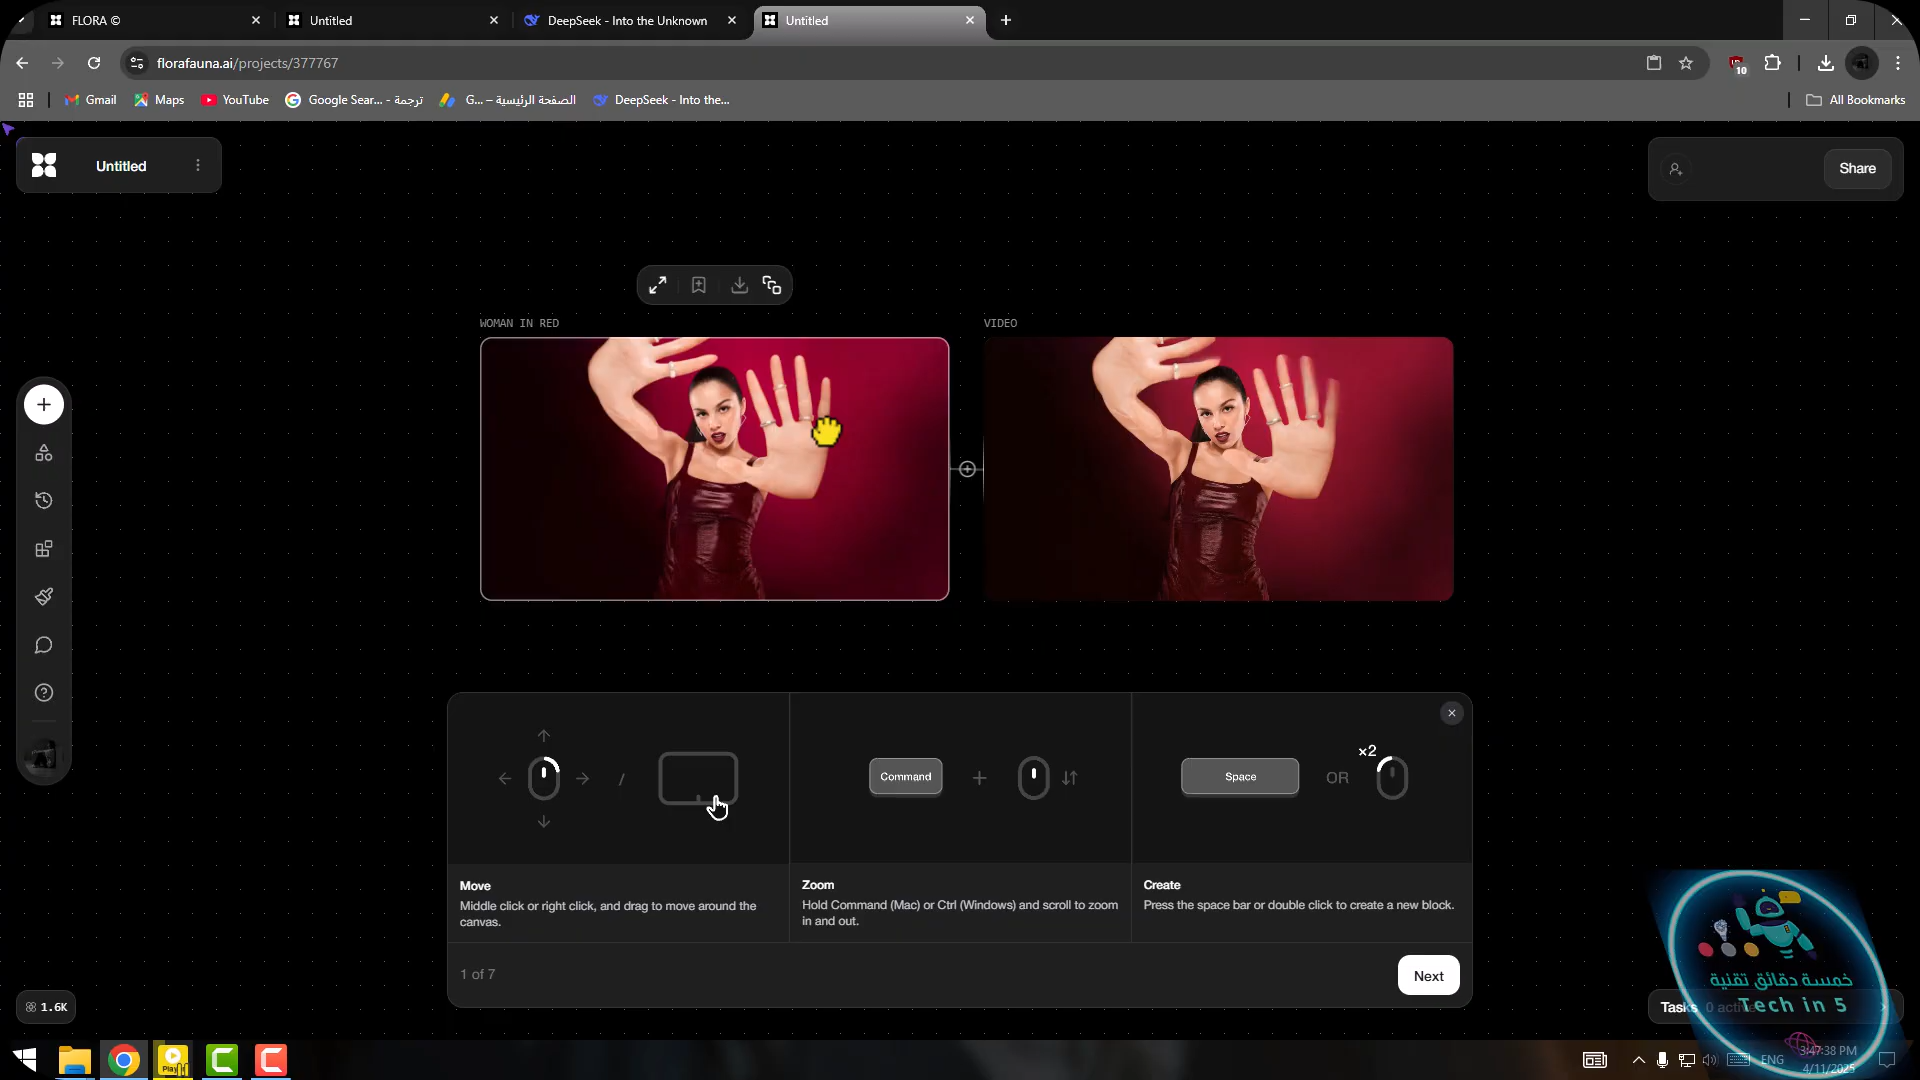 FLORA ©
Untitled
DeepSeek - Into the Unknown
Untitled
florafauna.ai/projects/377767
10
Gmail
Maps
YouTube
Google Sear... - ترجمة
G... – الصفحة الرئيسية
DeepSeek - Into the...
All Bookmarks
Untitled
Share
WOMAN IN RED
VIDEO
/
Command
Space
OR
×2
Move
Middle click or right click, and drag to move around the
canvas.
Zoom
Hold Command (Mac) or Ctrl (Windows) and scroll to zoom
in and out.
Create
Press the space bar or double click to create a new block.
1 of 7
Next
1.6K
خمسة دقائق تقنية
Tech in 5
Tasks 0 active
Play
ENG
3:47:38 PM
4/11/2025